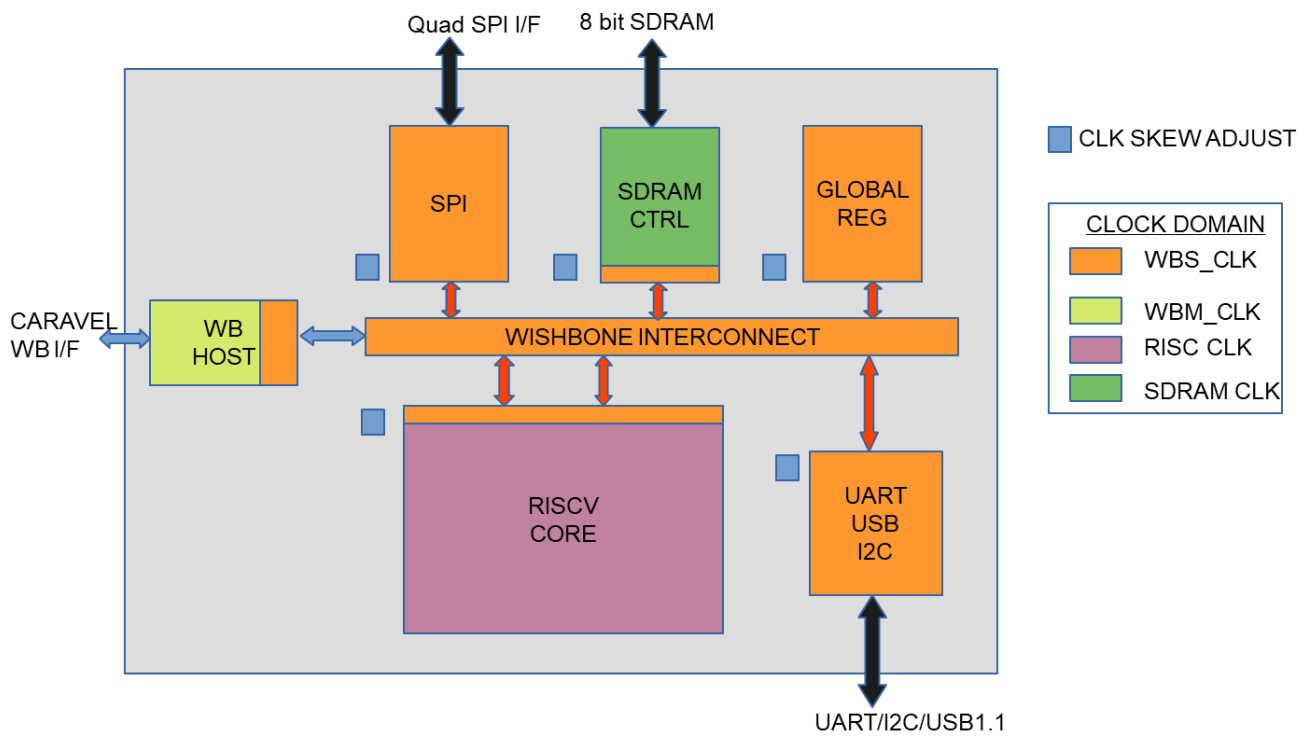 Quad SPI I/F
8 bit SDRAM
SPI
SDRAM
CTRL
GLOBAL
REG
CLK SKEW ADJUST
CLOCK DOMAIN
WBS_CLK
WBM_CLK
RISC CLK
SDRAM CLK
CARAVEL
WB I/F
WB
HOST
WISHBONE INTERCONNECT
RISCV
CORE
UART
USB
I2C
UART/I2C/USB1.1